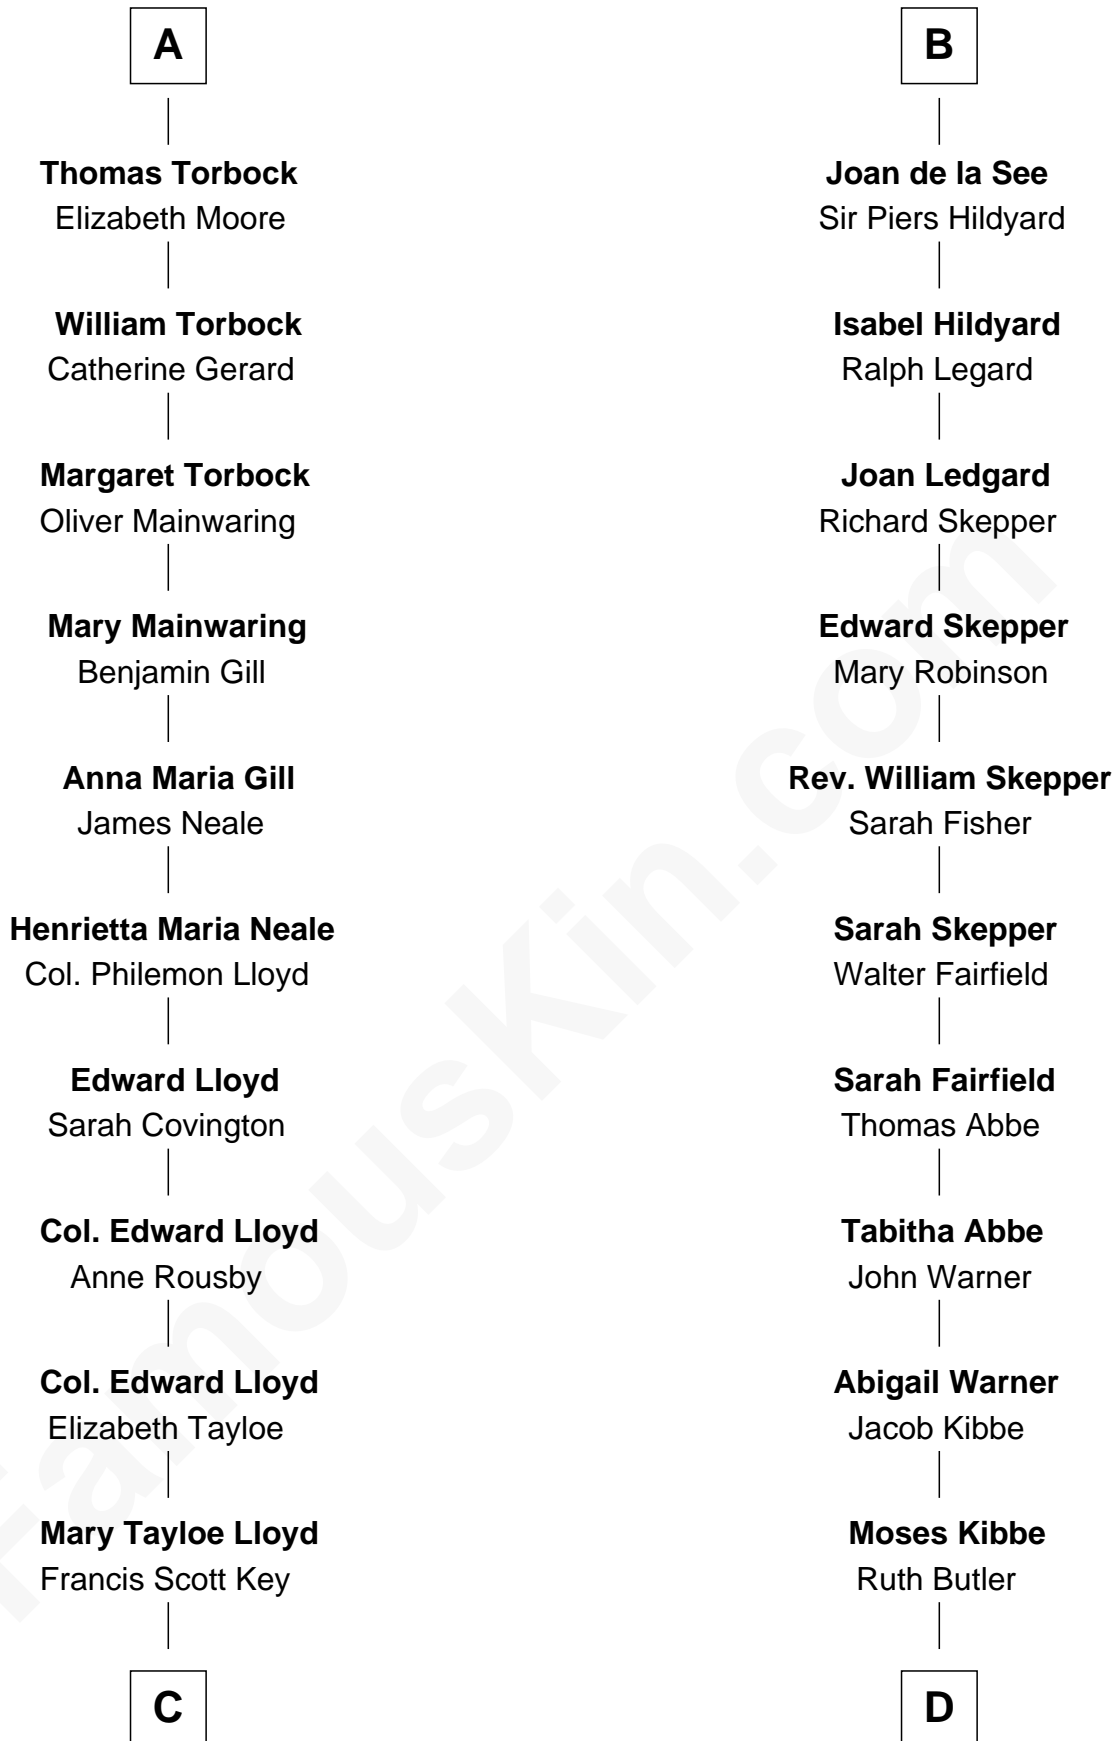 A
Thomas Torbock
Elizabeth Moore
William Torbock
Catherine Gerard
Margaret Torbock
Oliver Mainwaring
Mary Mainwaring
Benjamin Gill
Anna Maria Gill
James Neale
Henrietta Maria Neale
Col. Philemon Lloyd
Edward Lloyd
Sarah Covington
Col. Edward Lloyd
Anne Rousby
Col. Edward Lloyd
Elizabeth Tayloe
Mary Tayloe Lloyd
Francis Scott Key
C
B
Joan de la See
Sir Piers Hildyard
Isabel Hildyard
Ralph Legard
Joan Ledgard
Richard Skepper
Edward Skepper
Mary Robinson
Rev. William Skepper
Sarah Fisher
Sarah Skepper
Walter Fairfield
Sarah Fairfield
Thomas Abbe
Tabitha Abbe
John Warner
Abigail Warner
Jacob Kibbe
Moses Kibbe
Ruth Butler
D
FamousKin.com